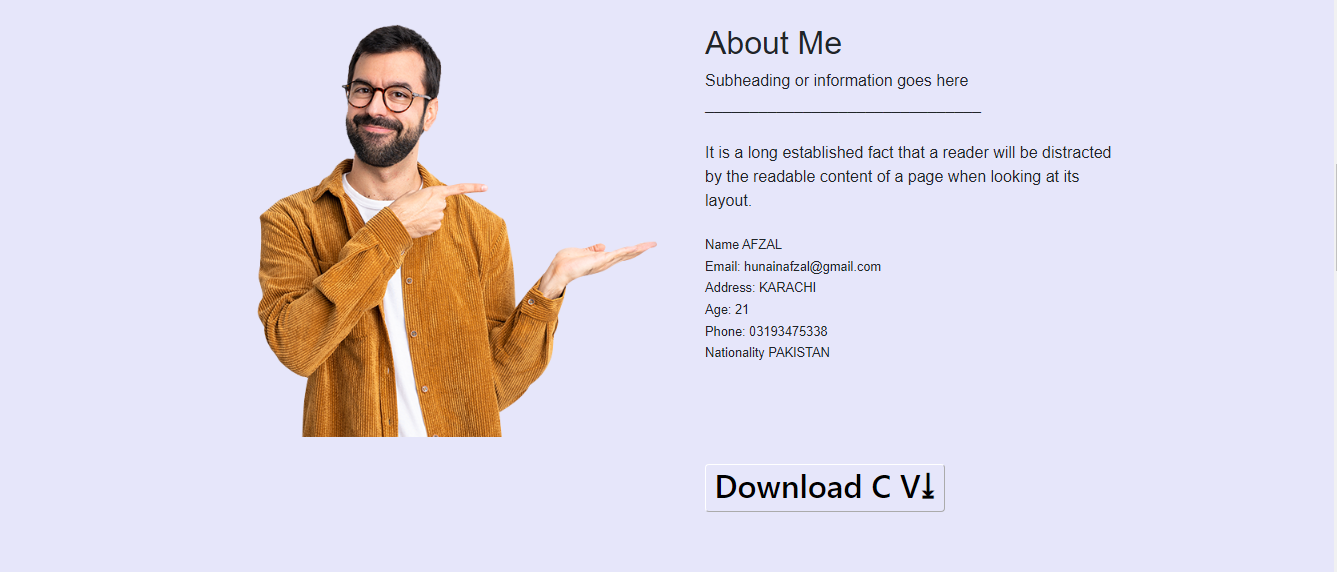 About Me
Subheading or information goes here
_______________________________
It is a long established fact that a reader will be distracted
by the readable content of a page when looking at its
layout.
Name AFZAL
Email: hunainafzal@gmail.com
Address: KARACHI
Age: 21
Phone: 03193475338
Nationality PAKISTAN
Download C V⤓